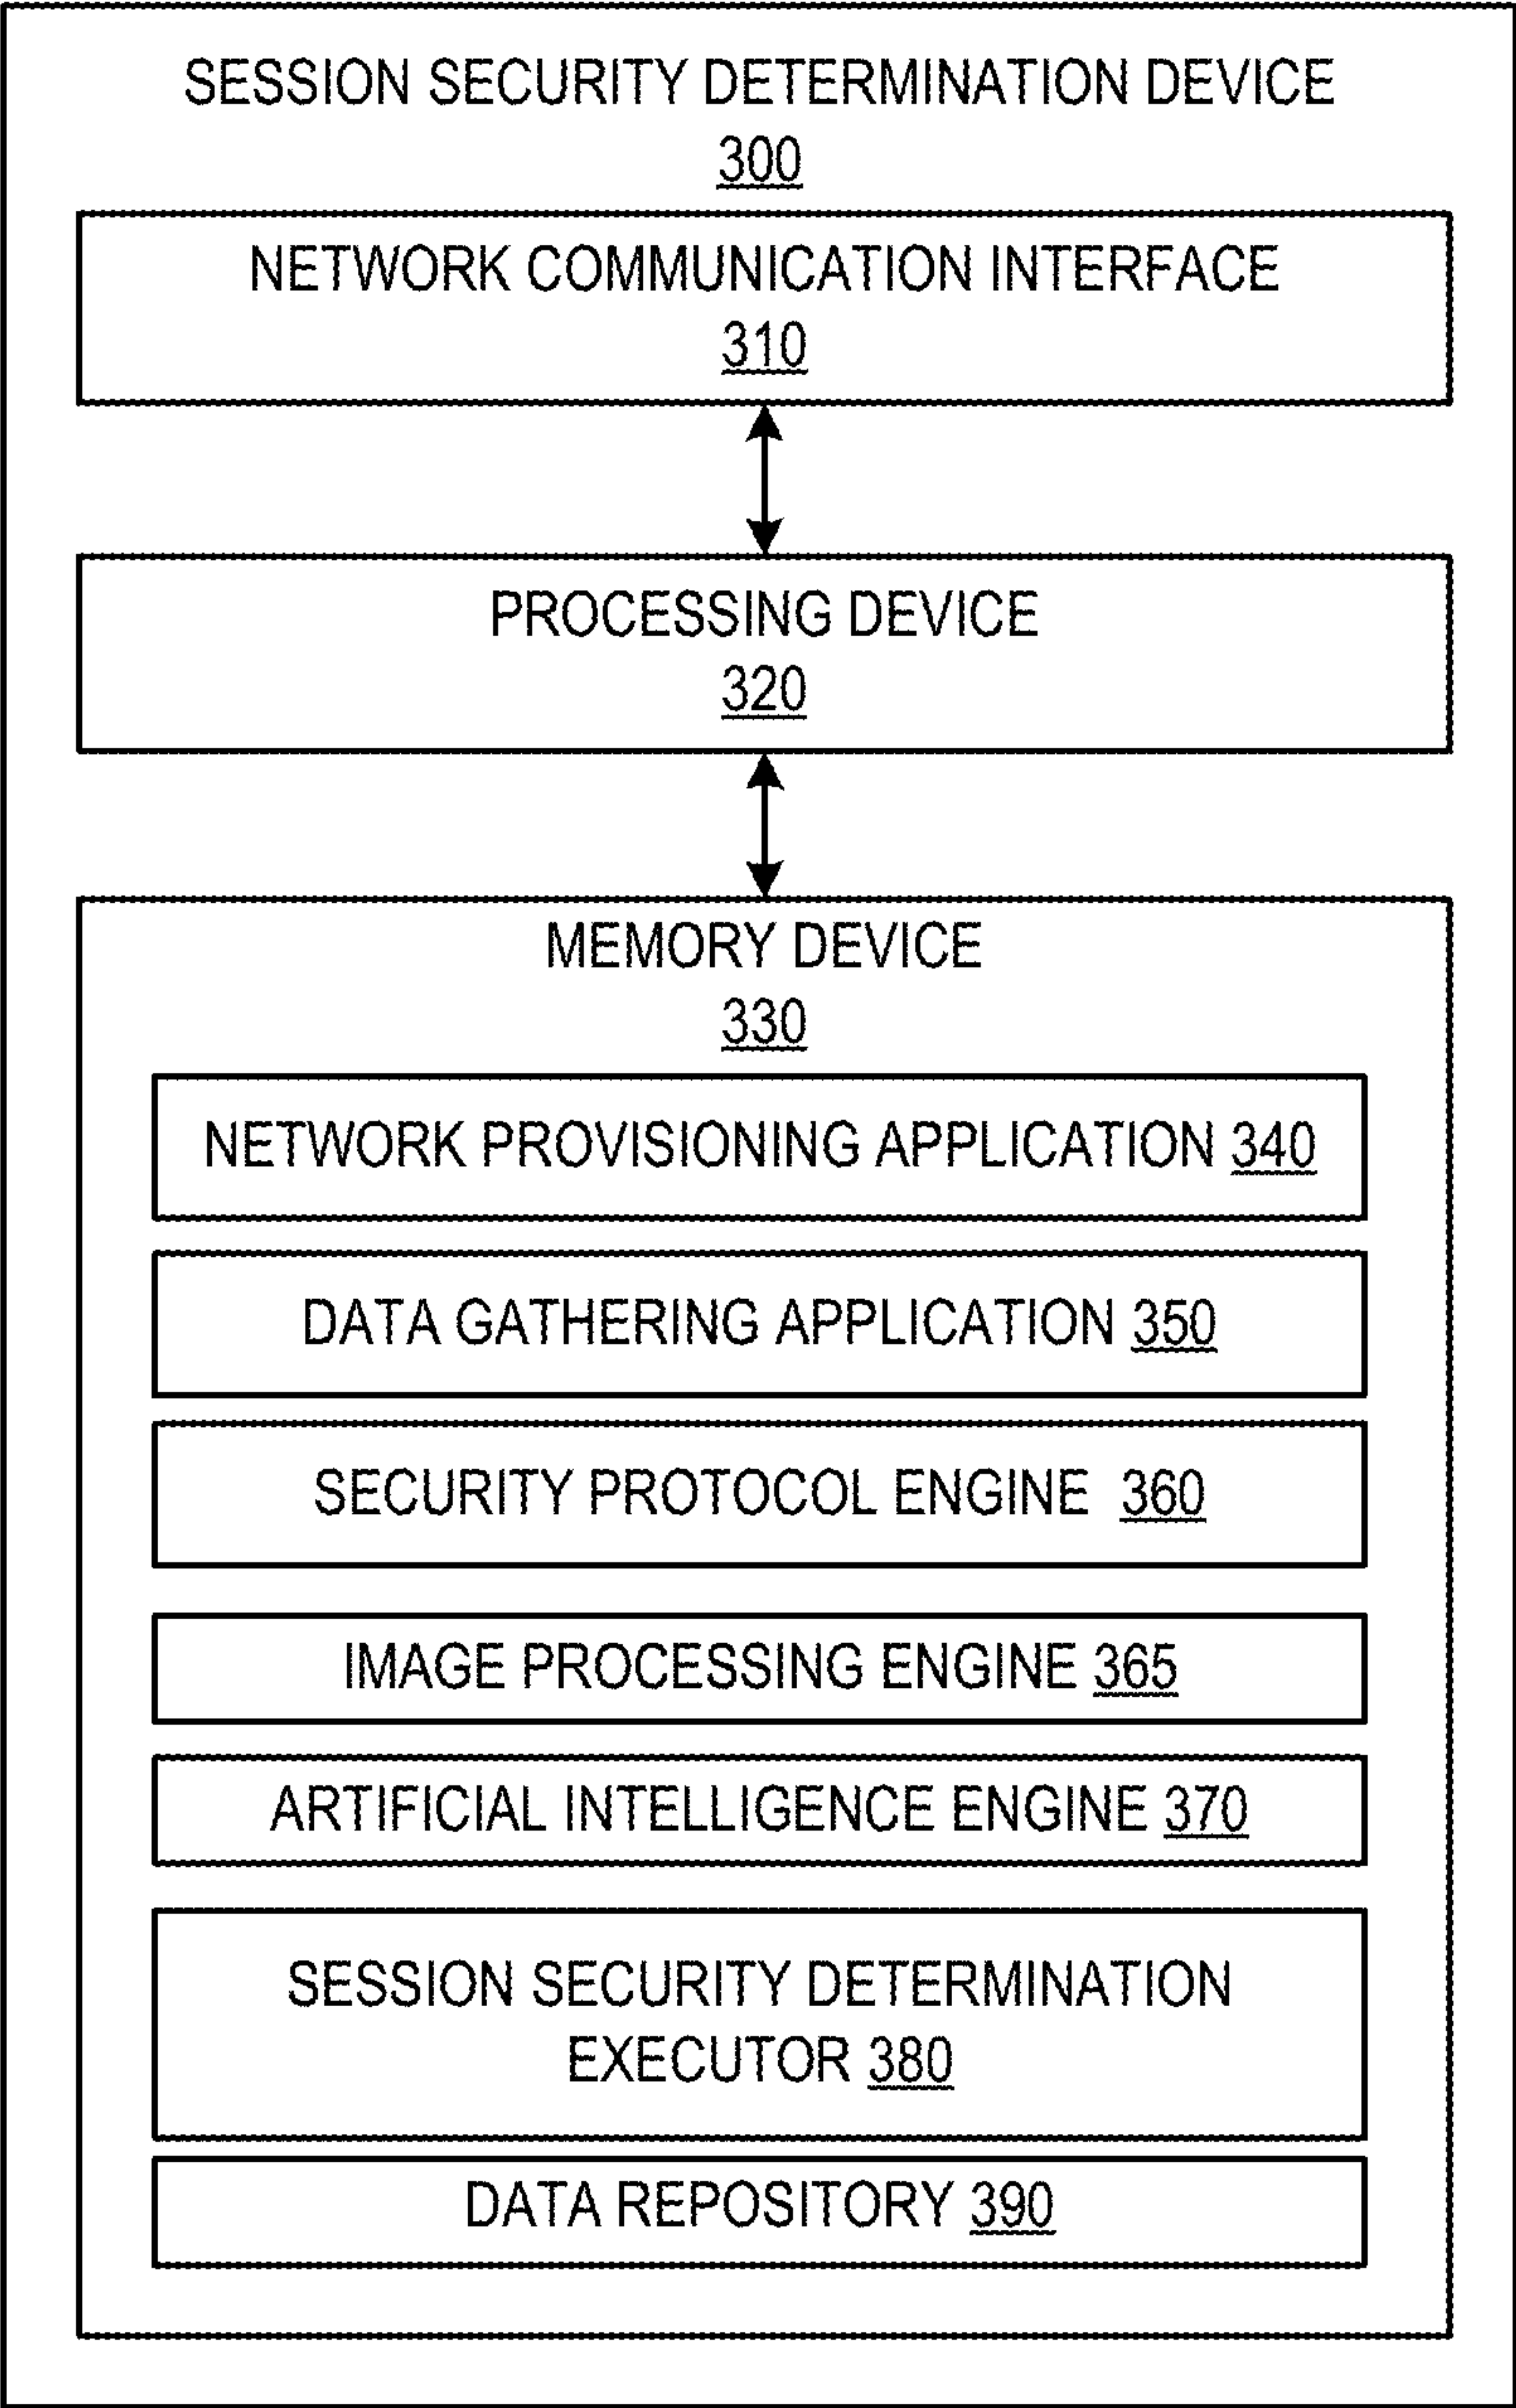 SESSION SECURITY DETERMINATION DEVICE
300
NETWORK COMMUNICATION INTERFACE
310
PROCESSING DEVICE
320
MEMORY DEVICE
330
NETWORK PROVISIONING APPLICATION 340
DATA GATHERING APPLICATION 350
SECURITY PROTOCOL ENGINE 360
IMAGE PROCESSING ENGINE 365
ARTIFICIAL INTELLIGENCE ENGINE 370
SESSION SECURITY DETERMINATION
EXECUTOR 380
DATA REPOSITORY 390